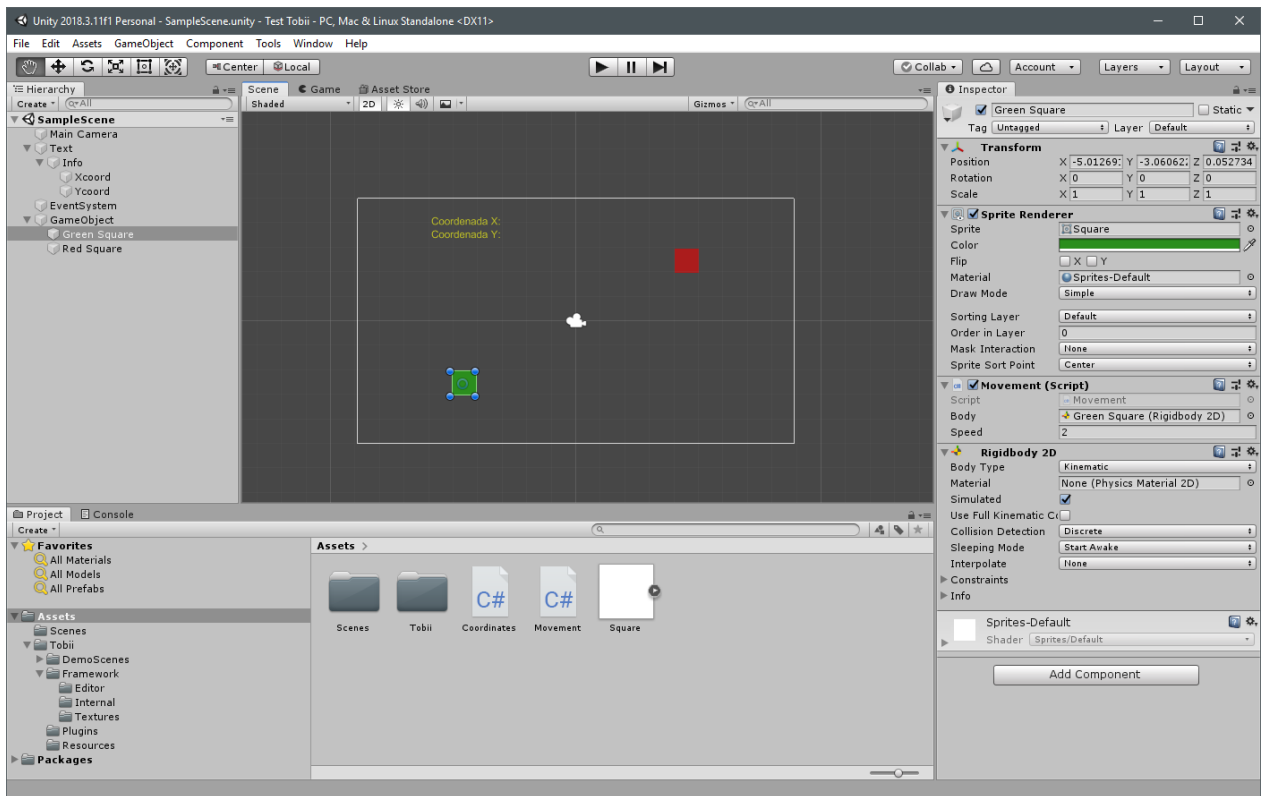 Unity 2018.3.11f1 Personal - SampleScene.unity - Test Tobii - PC, Mac & Linux Standalone <DX11>
File Edit Assets GameObject Component Tools Window Help
Center Local Collab Account Layers Layout
Hierarchy
Create All
SampleScene
Main Camera
Text
Info
Xcoord
Ycoord
EventSystem
GameObject
Green Square
Red Square
Scene Game Asset Store
Shaded 2D Gizmos All
Coordenada X:
Coordenada Y:
Inspector
Green Square Static
Tag Untagged Layer Default
Transform
Position X -5.01269 Y -3.06062 Z 0.052734
Rotation X 0 Y 0 Z 0
Scale X 1 Y 1 Z 1
Sprite Renderer
Sprite Square
Color
Flip X Y
Material Sprites-Default
Draw Mode Simple
Sorting Layer Default
Order in Layer 0
Mask Interaction None
Sprite Sort Point Center
Movement (Script)
Script Movement
Body Green Square (Rigidbody 2D)
Speed 2
Rigidbody 2D
Body Type Kinematic
Material None (Physics Material 2D)
Simulated
Use Full Kinematic C
Collision Detection Discrete
Sleeping Mode Start Awake
Interpolate None
Constraints
Info
Sprites-Default
Shader Sprites/Default
Add Component
Project Console
Create
Favorites
All Materials
All Models
All Prefabs
Assets
Scenes
Tobii
DemoScenes
Framework
Editor
Internal
Textures
Plugins
Resources
Packages
Assets >
C# C#
Scenes Tobii Coordinates Movement Square